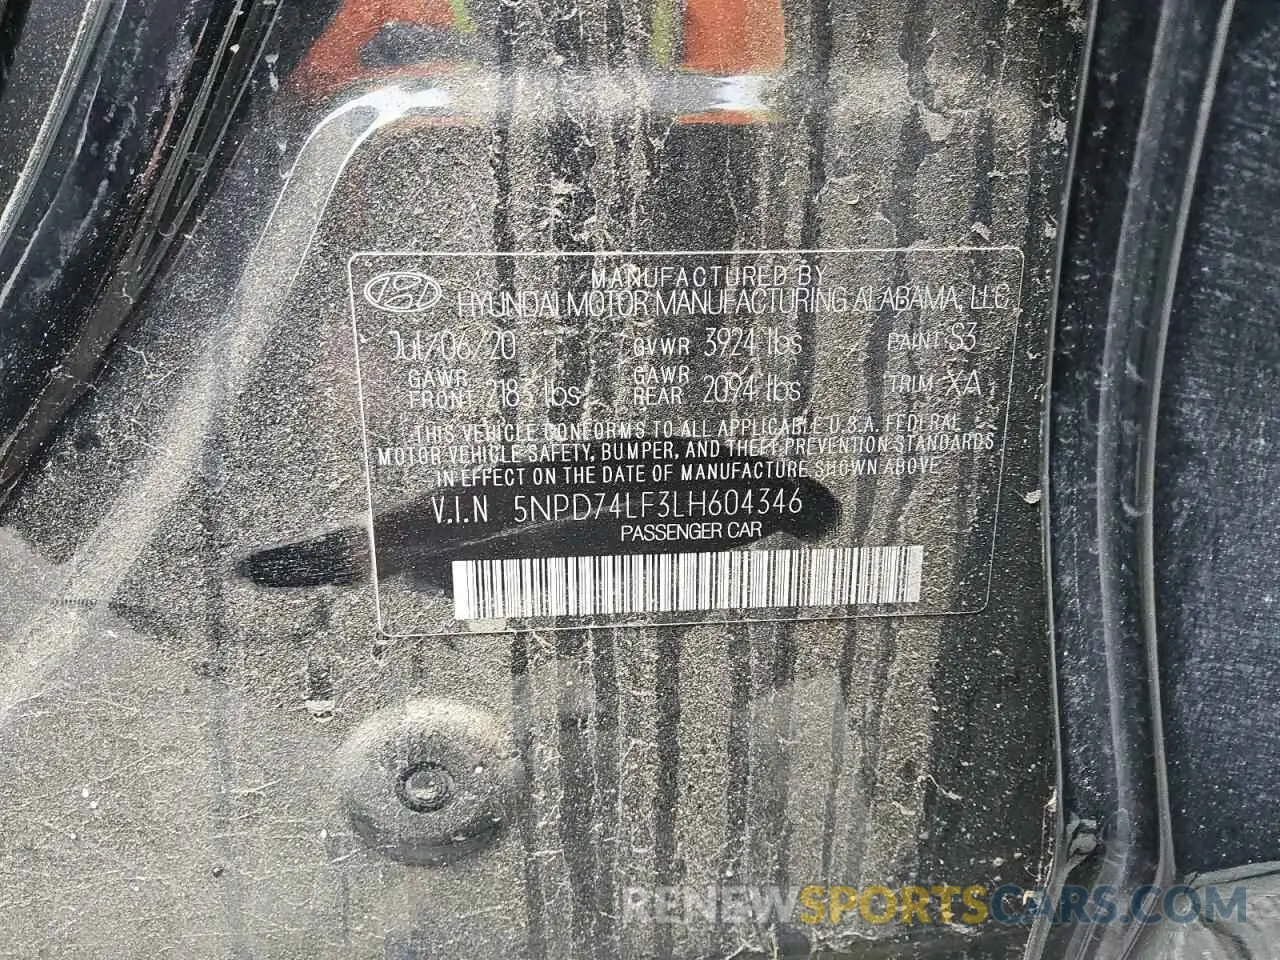 MANUFACTURED BY
HYUNDAI MOTOR MANUFACTURING ALABAMA, LLC
Jul/06/20 GVWR 3924 lbs PAINT S3
GAWR FRONT 2183 lbs GAWR REAR 2094 lbs TRIM XA
THIS VEHICLE CONFORMS TO ALL APPLICABLE U.S.A. FEDERAL
MOTOR VEHICLE SAFETY, BUMPER, AND THEFT PREVENTION STANDARDS
IN EFFECT ON THE DATE OF MANUFACTURE SHOWN ABOVE
V.I.N 5NPD74LF3LH604346
PASSENGER CAR
RENEWSPORTSCARS.COM